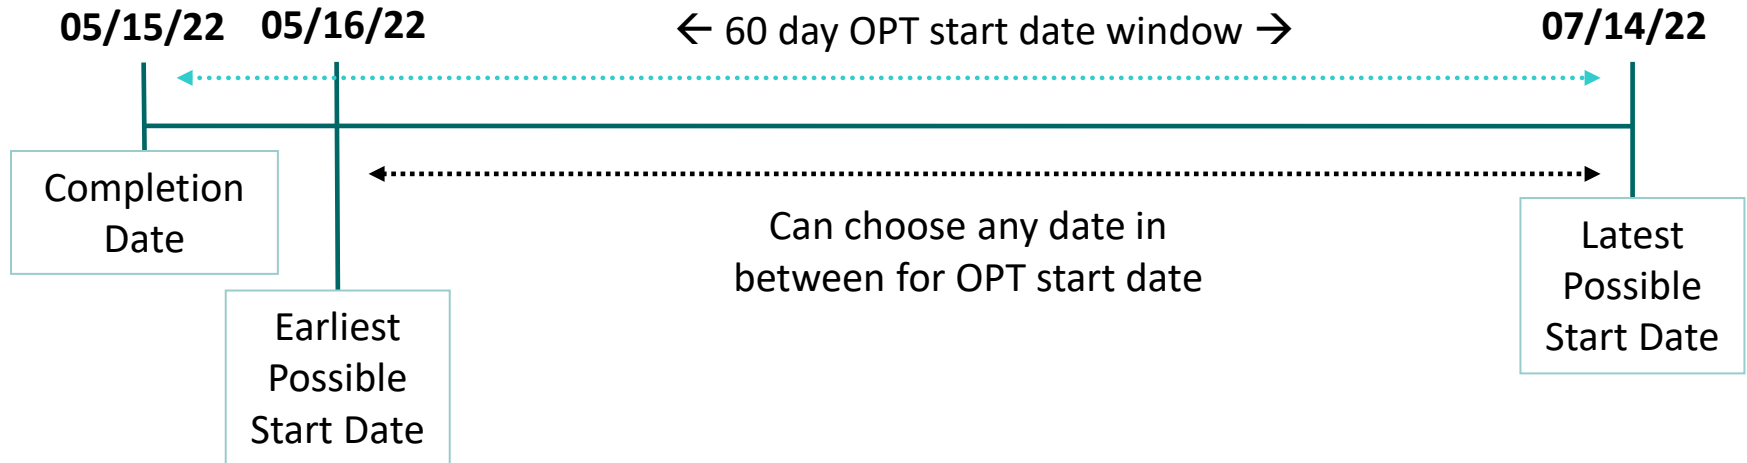 05/15/22 05/16/22 ← 60 day OPT start date window → 07/14/22
Completion
Date
Earliest
Possible
Start Date
Can choose any date in
between for OPT start date
Latest
Possible
Start Date